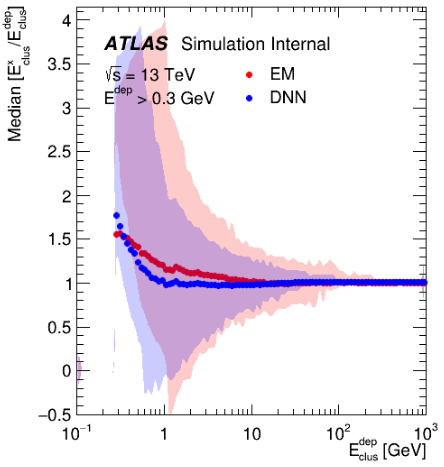 Median [E^x_clus/E^dep_clus]
ATLAS Simulation Internal
√s = 13 TeV
E^dep > 0.3 GeV
EM
DNN
4
3.5
3
2.5
2
1.5
1
0.5
0
−0.5
10^−1
1
10
10^2
10^3
E^dep_clus [GeV]